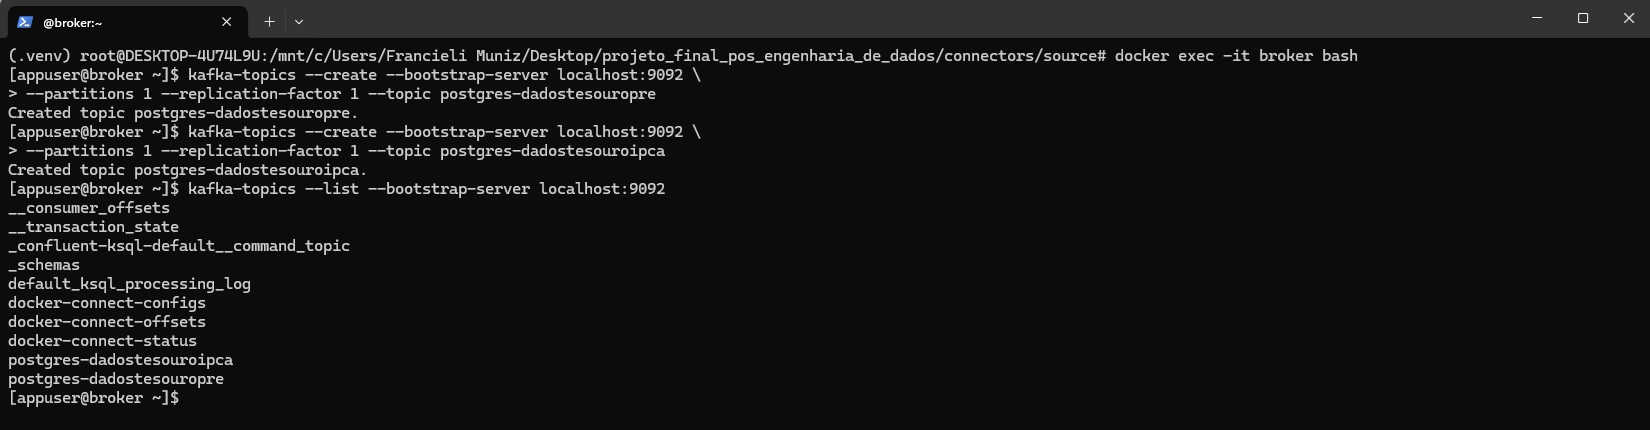 @broker:~
(.venv) root@DESKTOP-4U74L9U:/mnt/c/Users/Francieli Muniz/Desktop/projeto_final_pos_engenharia_de_dados/connectors/source# docker exec -it broker bash
[appuser@broker ~]$ kafka-topics --create --bootstrap-server localhost:9092 \
> --partitions 1 --replication-factor 1 --topic postgres-dadostesouropre
Created topic postgres-dadostesouropre.
[appuser@broker ~]$ kafka-topics --create --bootstrap-server localhost:9092 \
> --partitions 1 --replication-factor 1 --topic postgres-dadostesouroipca
Created topic postgres-dadostesouroipca.
[appuser@broker ~]$ kafka-topics --list --bootstrap-server localhost:9092
__consumer_offsets
__transaction_state
_confluent-ksql-default__command_topic
_schemas
default_ksql_processing_log
docker-connect-configs
docker-connect-offsets
docker-connect-status
postgres-dadostesouroipca
postgres-dadostesouropre
[appuser@broker ~]$